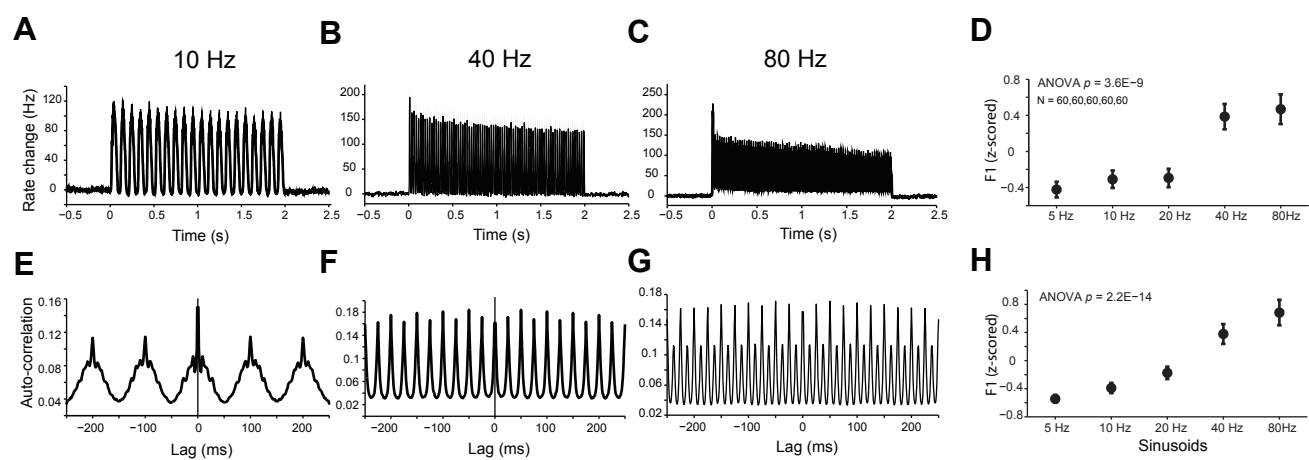 A
B
C
D
10 Hz
40 Hz
80 Hz
Rate change (Hz)
120
80
40
0
−0.5 0 0.5 1 1.5 2 2.5
Time (s)
200
150
100
50
0
−0.5 0 0.5 1 1.5 2 2.5
Time (s)
250
200
150
100
50
0
−0.5 0 0.5 1 1.5 2 2.5
Time (s)
F1 (z-scored)
0.8
0.4
0
−0.4
ANOVA p = 3.6E−9
N = 60,60,60,60,60
5 Hz 10 Hz 20 Hz 40 Hz 80Hz
E
F
G
H
Auto-correlation
0.16
0.12
0.08
0.04
−200 −100 0 100 200
Lag (ms)
0.18
0.14
0.1
0.06
0.02
−200 −100 0 100 200
Lag (ms)
0.18
0.14
0.1
0.06
0.02
−200 −100 0 100 200
Lag (ms)
F1 (z-scored)
0.8
0.4
0
−0.4
−0.8
ANOVA p = 2.2E−14
5 Hz 10 Hz 20 Hz 40 Hz 80Hz
Sinusoids